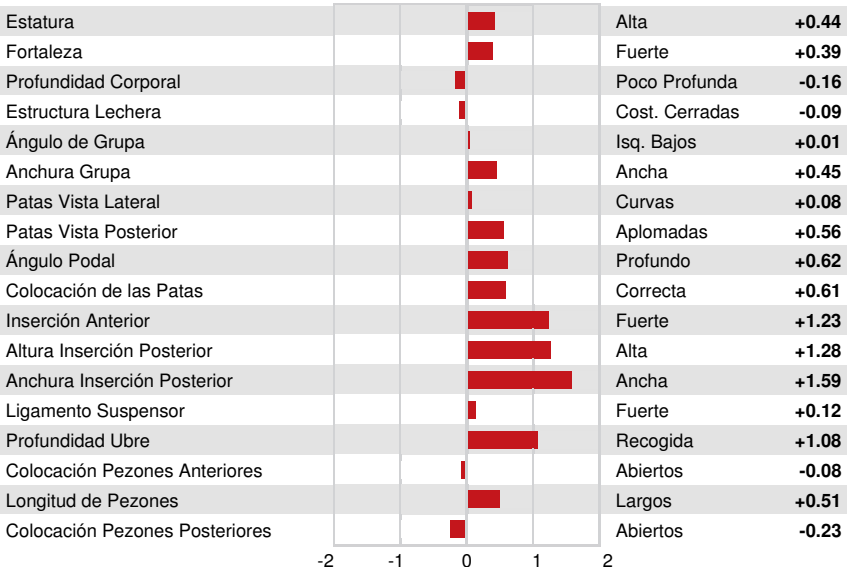 Estatura Alta +0.44
Fortaleza Fuerte +0.39
Profundidad Corporal Poco Profunda -0.16
Estructura Lechera Cost. Cerradas -0.09
Ángulo de Grupa Isq. Bajos +0.01
Anchura Grupa Ancha +0.45
Patas Vista Lateral Curvas +0.08
Patas Vista Posterior Aplomadas +0.56
Ángulo Podal Profundo +0.62
Colocación de las Patas Correcta +0.61
Inserción Anterior Fuerte +1.23
Altura Inserción Posterior Alta +1.28
Anchura Inserción Posterior Ancha +1.59
Ligamento Suspensor Fuerte +0.12
Profundidad Ubre Recogida +1.08
Colocación Pezones Anteriores Abiertos -0.08
Longitud de Pezones Largos +0.51
Colocación Pezones Posteriores Abiertos -0.23
-2 -1 0 1 2